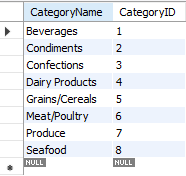 CategoryName CategoryID
Beverages 1
Condiments 2
Confections 3
Dairy Products 4
Grains/Cereals 5
Meat/Poultry 6
Produce 7
Seafood 8
NULL NULL